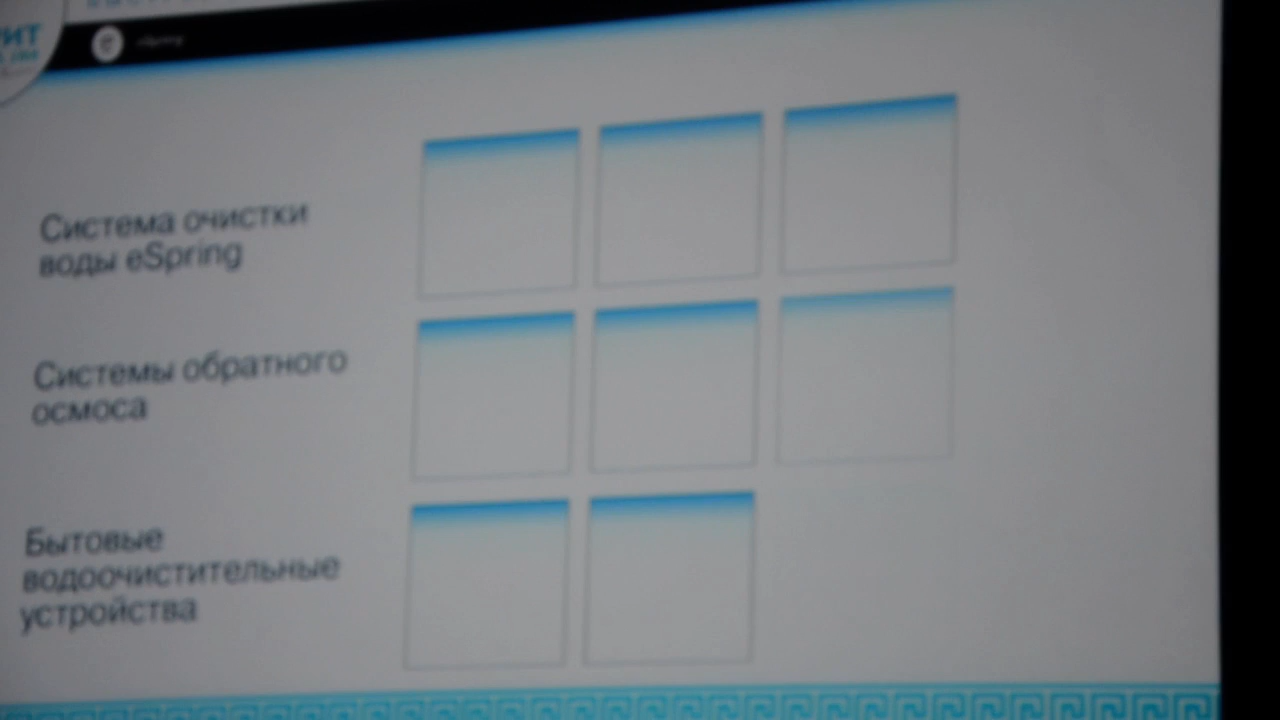 Система очистки
воды eSpring
Системы обратного
осмоса
Бытовые
водоочистительные
устройства